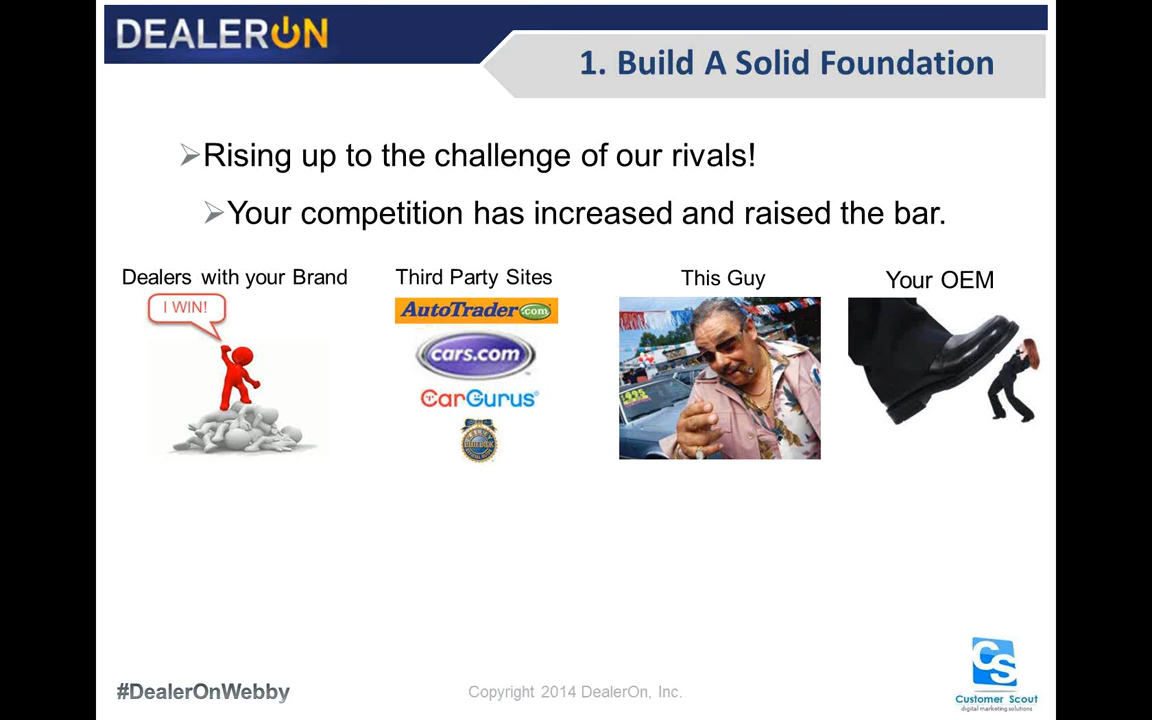 DEALERON
1. Build A Solid Foundation
Rising up to the challenge of our rivals!
Your competition has increased and raised the bar.
Dealers with your Brand
I WIN!
Third Party Sites
AutoTrader.com
cars.com
CarGurus
This Guy
Your OEM
#DealerOnWebby
Copyright 2014 DealerOn, Inc.
CS
Customer Scout
digital marketing solutions